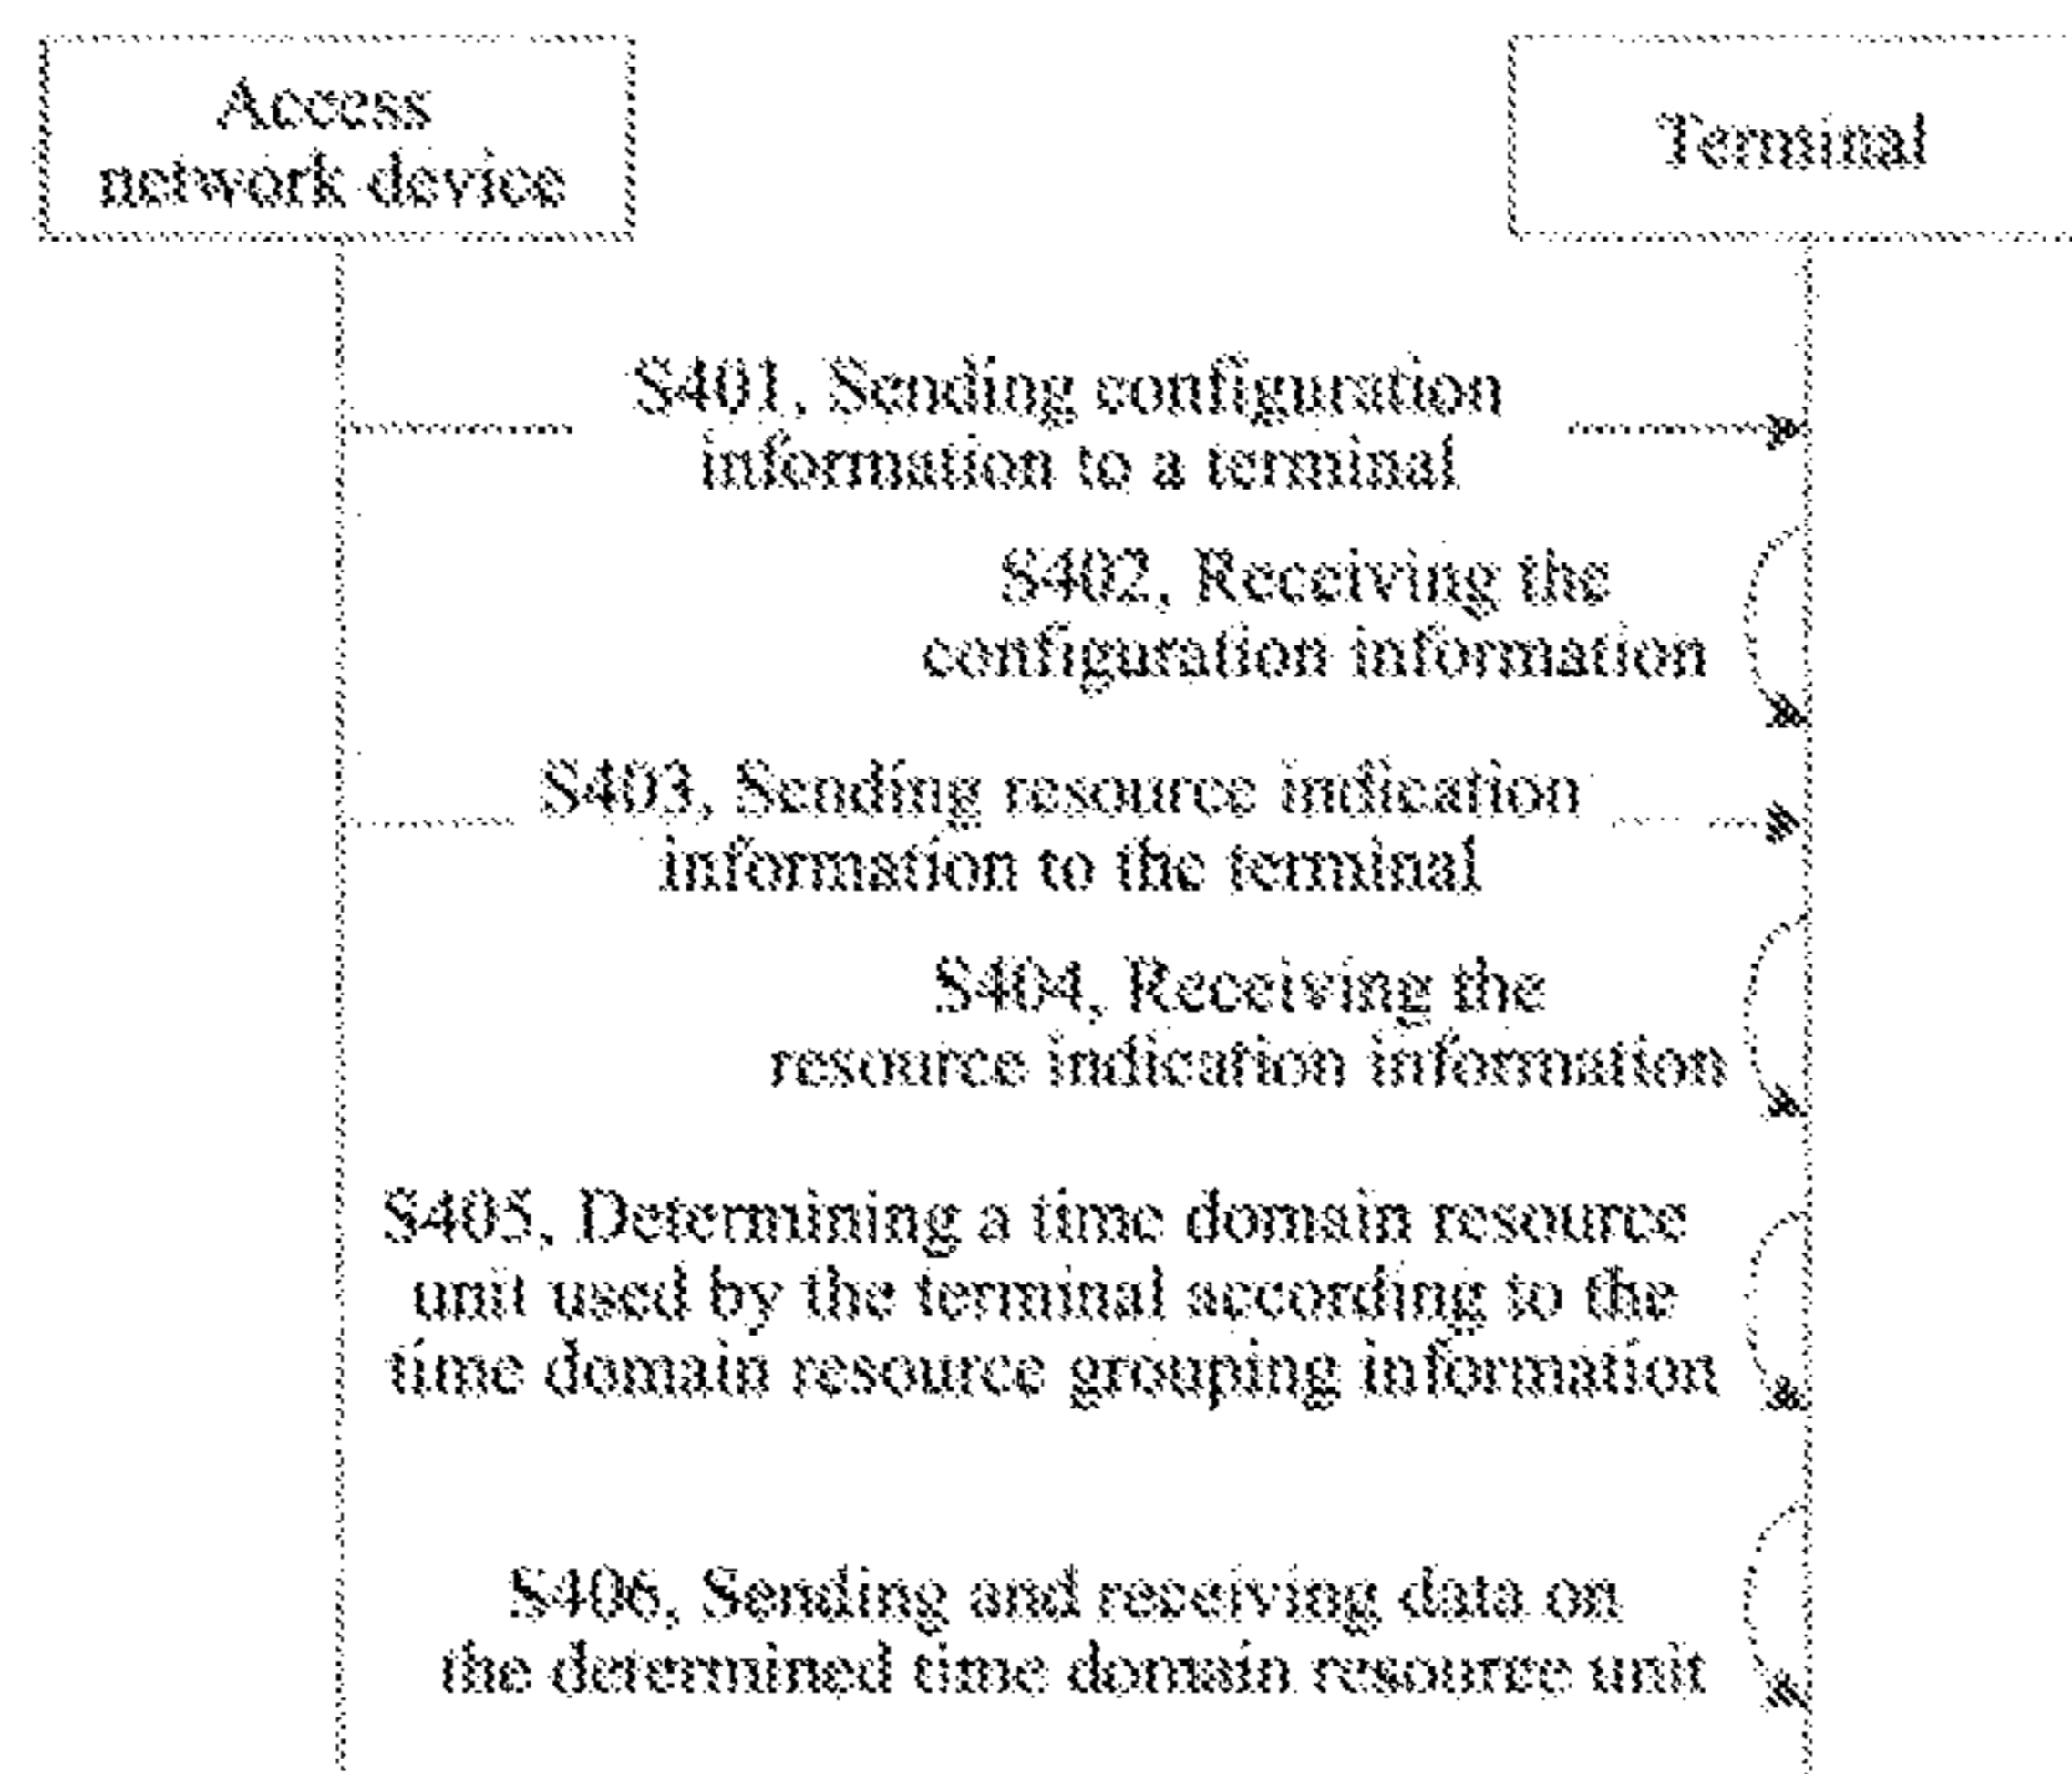 Access
network device
Terminal
S401, Sending configuration
information to a terminal
S402, Receiving the
configuration information
S403, Sending resource indication
information to the terminal
S404, Receiving the
resource indication information
S405, Determining a time domain resource
unit used by the terminal according to the
time domain resource grouping information
S406, Sending and receiving data on
the determined time domain resource unit